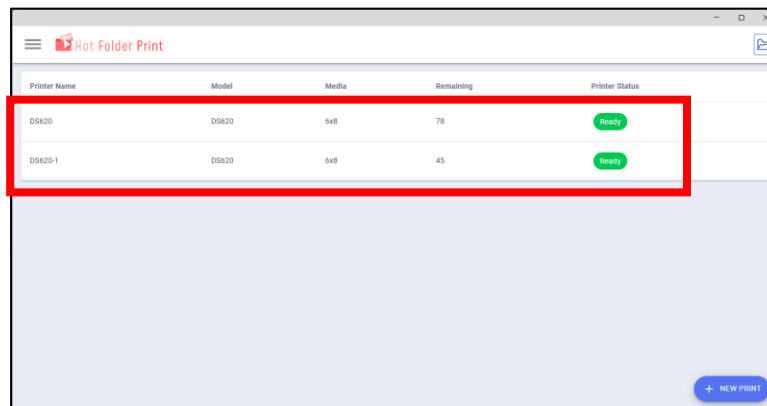 Hot Folder Print
Printer Name Model Media Remaining Printer Status
DS620 DS620 6x8 78 Ready
DS620-1 DS620 6x8 45 Ready
+ NEW PRINT